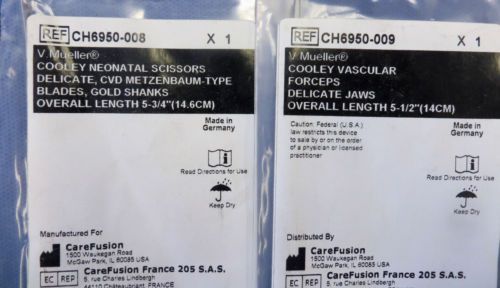 REF CH6950-008 X 1
V. Mueller®
COOLEY NEONATAL SCISSORS
DELICATE, CVD METZENBAUM-TYPE
BLADES, GOLD SHANKS
OVERALL LENGTH 5-3/4"(14.6CM)
Made in
Germany
Read Directions for Use
Keep Dry
Manufactured For
CareFusion
1500 Waukegan Road
McGaw Park, IL 60085 USA
EC REP CareFusion France 205 S.A.S.
5, rue Charles Lindbergh
44110 Châteaubriant, FRANCE
REF CH6950-009 X 1
V. Mueller®
COOLEY VASCULAR
FORCEPS
DELICATE JAWS
OVERALL LENGTH 5-1/2"(14CM)
Caution: Federal (U.S.A.)
law restricts this device
to sale by or on the order
of a physician or licensed
practitioner
Made in
Germany
Read Directions for Use
Keep Dry
Distributed By
CareFusion
1500 Waukegan Road
McGaw Park, IL 60085 USA
EC REP CareFusion France 205 S.A.S.
5, rue Charles Lindbergh